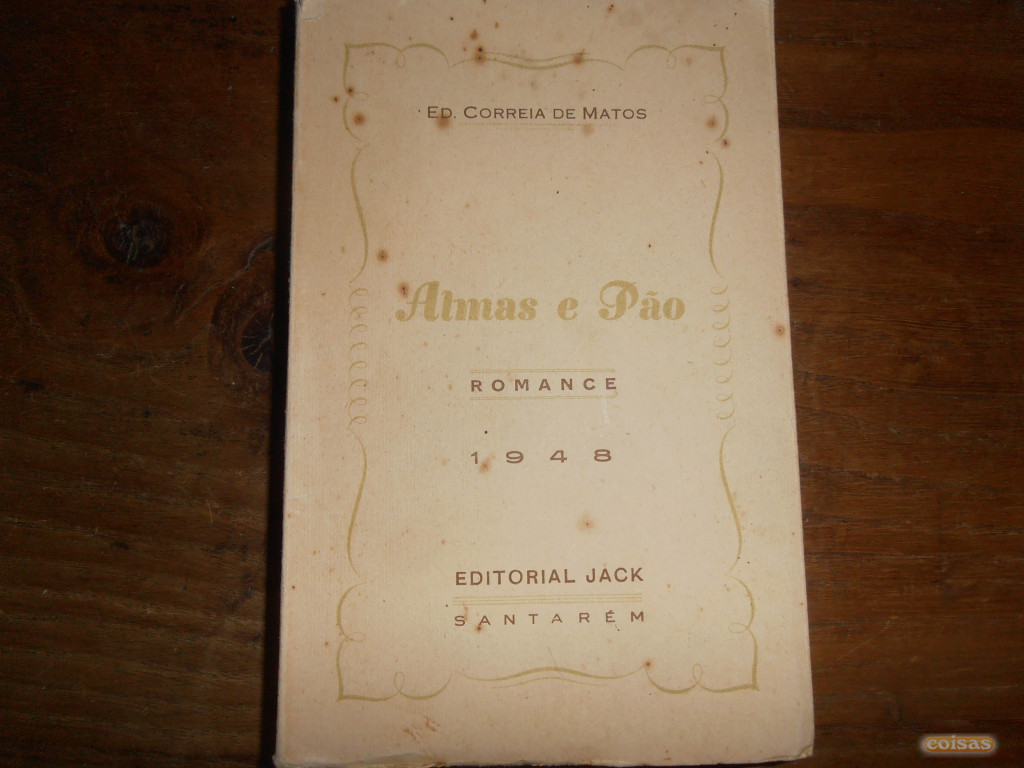 ED. CORREIA DE MATOS
Almas e Pão
ROMANCE
1948
EDITORIAL JACK
SANTARÉM
coisas